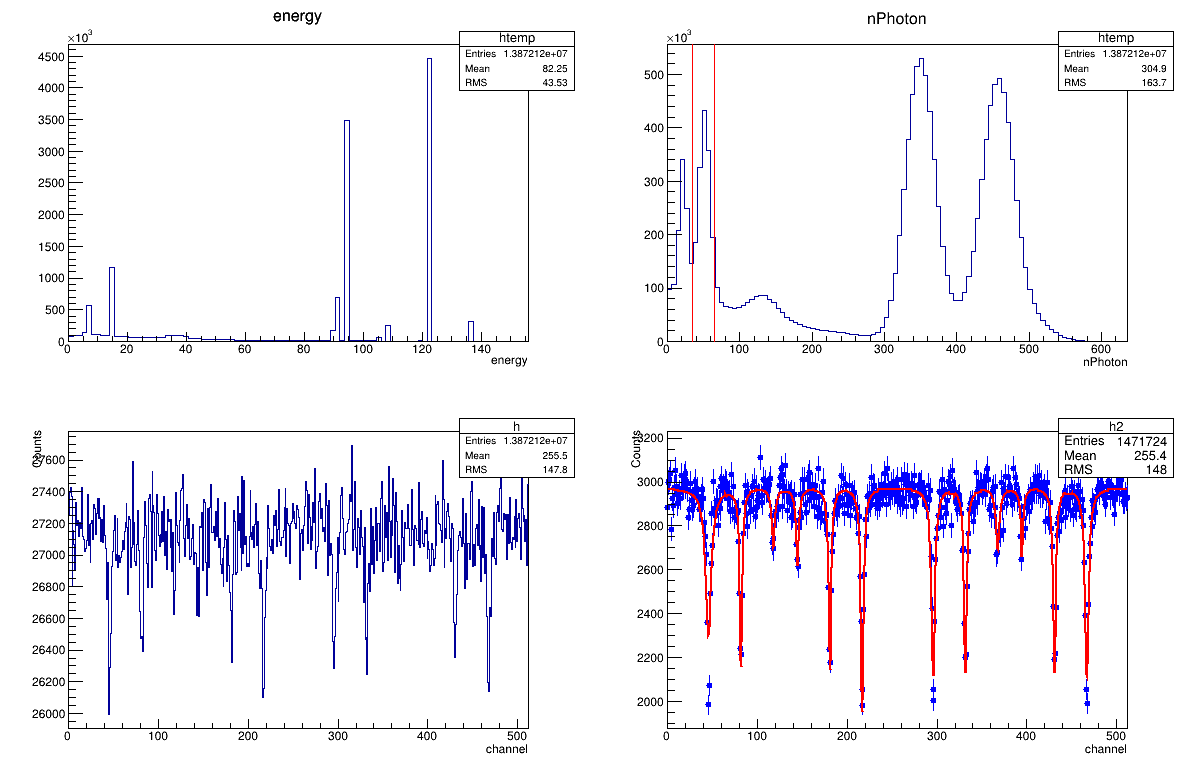 energy
×10³
htemp
Entries 1.387212e+07
Mean 82.25
RMS 43.53
4500
4000
3500
3000
2500
2000
1500
1000
500
0
0 20 40 60 80 100 120 140
energy
nPhoton
×10³
htemp
Entries 1.387212e+07
Mean 304.9
RMS 163.7
500
400
300
200
100
0
0 100 200 300 400 500 600
nPhoton
Counts
h
Entries 1.387212e+07
Mean 255.5
RMS 147.8
27600
27400
27200
27000
26800
26600
26400
26200
26000
0 100 200 300 400 500
channel
Counts
h2
Entries 1471724
Mean 255.4
RMS 148
3200
3000
2800
2600
2400
2200
2000
0 100 200 300 400 500
channel